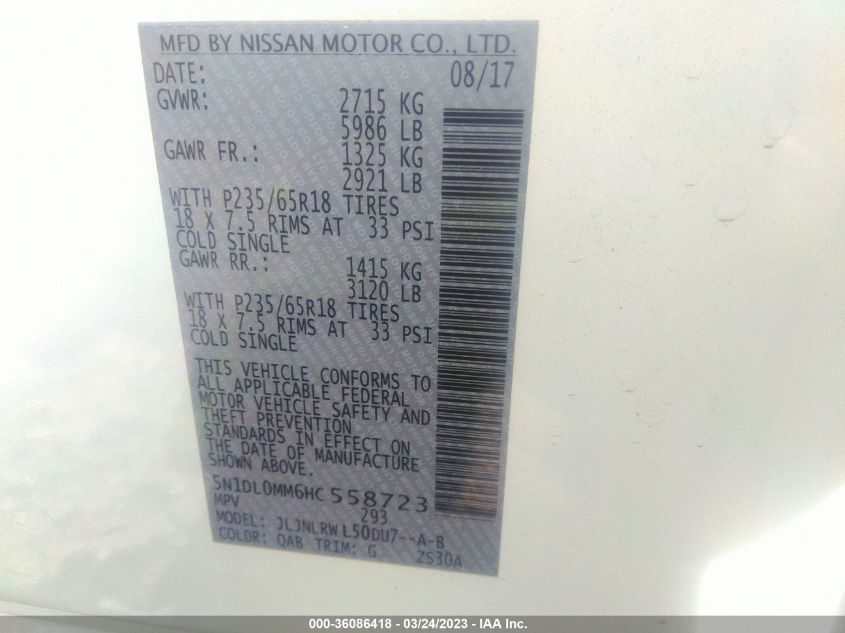 MFD BY NISSAN MOTOR CO., LTD.
DATE: 08/17
GVWR: 2715 KG
5986 LB
GAWR FR.: 1325 KG
2921 LB
WITH P235/65R18 TIRES
18 X 7.5 RIMS AT 33 PSI
COLD SINGLE
GAWR RR.: 1415 KG
3120 LB
WITH P235/65R18 TIRES
18 X 7.5 RIMS AT 33 PSI
COLD SINGLE
THIS VEHICLE CONFORMS TO
ALL APPLICABLE FEDERAL
MOTOR VEHICLE SAFETY AND
THEFT PREVENTION
STANDARDS IN EFFECT ON
THE DATE OF MANUFACTURE
SHOWN ABOVE.
5N1DL0MM6HC558723
MPV 293
MODEL: JLJNLRWL50DU7--A-B
COLOR: QAB TRIM: G ZS30A
000-36086418 - 03/24/2023 - IAA Inc.